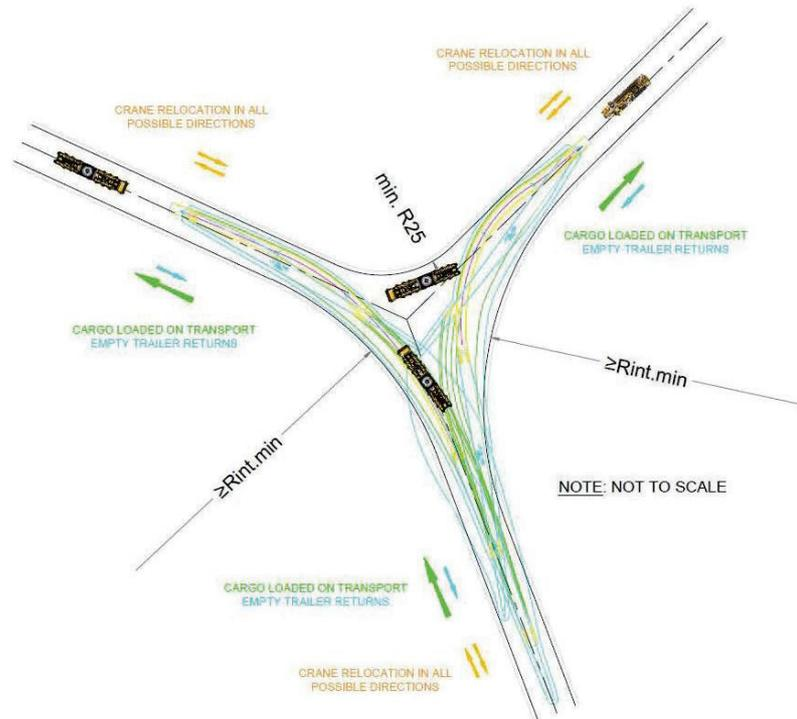 CRANE RELOCATION IN ALL
POSSIBLE DIRECTIONS
CRANE RELOCATION IN ALL
POSSIBLE DIRECTIONS
min. R25
CARGO LOADED ON TRANSPORT
EMPTY TRAILER RETURNS
CARGO LOADED ON TRANSPORT
EMPTY TRAILER RETURNS
≥Rint.min
≥Rint.min
NOTE: NOT TO SCALE
CARGO LOADED ON TRANSPORT
EMPTY TRAILER RETURNS
CRANE RELOCATION IN ALL
POSSIBLE DIRECTIONS